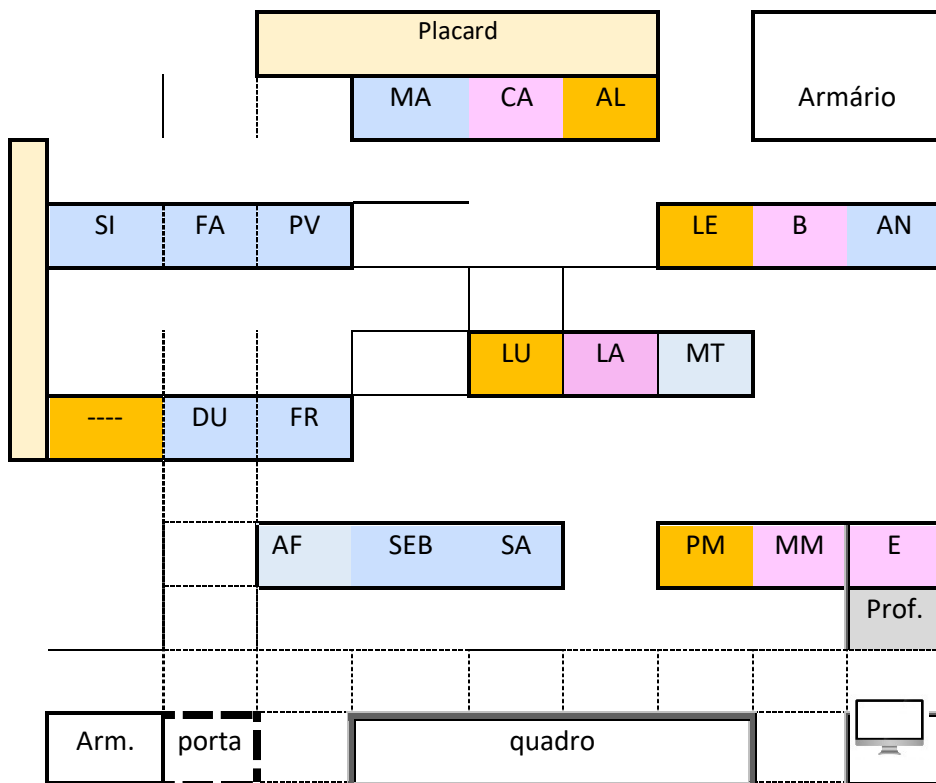 Placard
MA CA AL Armário
SI FA PV LE B AN
LU LA MT
---- DU FR
AF SEB SA PM MM E
Prof.
Arm. porta quadro